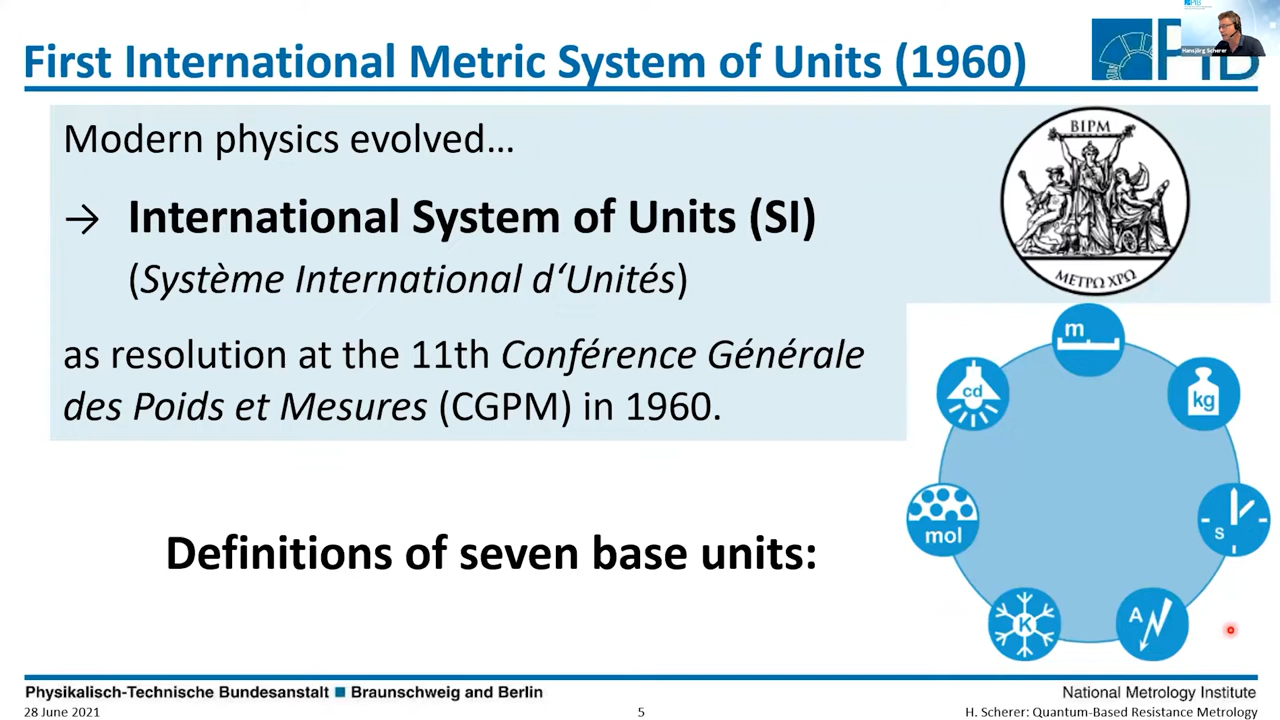 First International Metric System of Units (1960)
PTB
Hansjörg Scherer
Modern physics evolved…
→ International System of Units (SI)
(Système International d‘Unités)
as resolution at the 11th Conférence Générale
des Poids et Mesures (CGPM) in 1960.
BIPM
ΜΕΤΡΩ ΧΡΩ
Definitions of seven base units:
m
kg
s
A
K
mol
cd
Physikalisch-Technische Bundesanstalt ■ Braunschweig and Berlin
National Metrology Institute
28 June 2021
5
H. Scherer: Quantum-Based Resistance Metrology